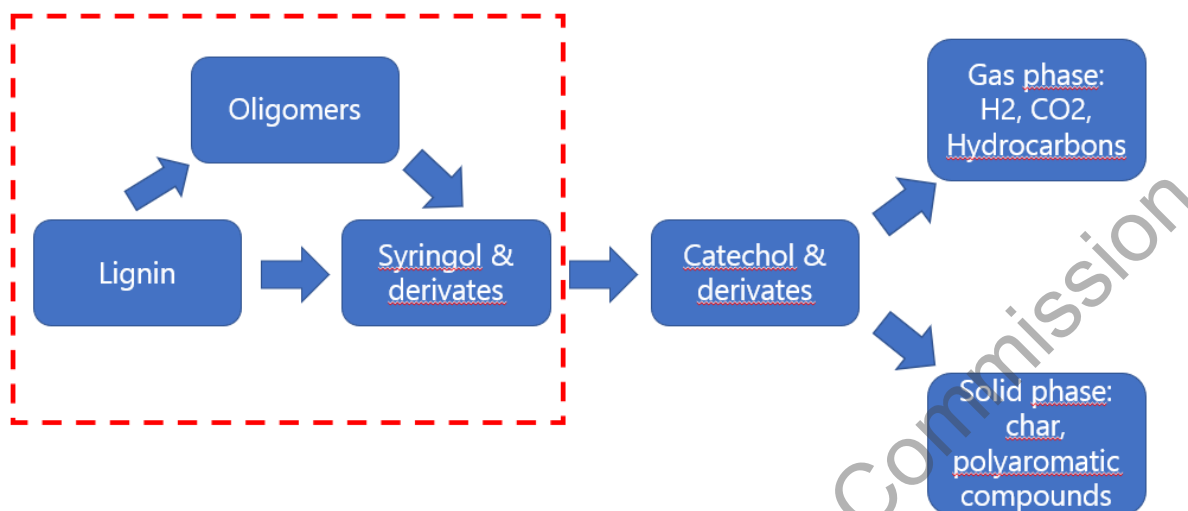 Oligomers
Lignin
Syringol &
derivates
Catechol &
derivates
Gas phase:
H2, CO2,
Hydrocarbons
Solid phase:
char,
polyaromatic
compounds
Commission